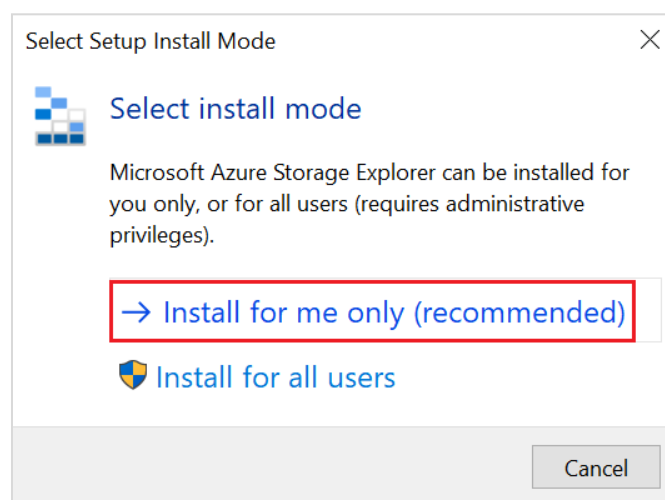 Select Setup Install Mode
Select install mode
Microsoft Azure Storage Explorer can be installed for
you only, or for all users (requires administrative
privileges).
→ Install for me only (recommended)
Install for all users
Cancel